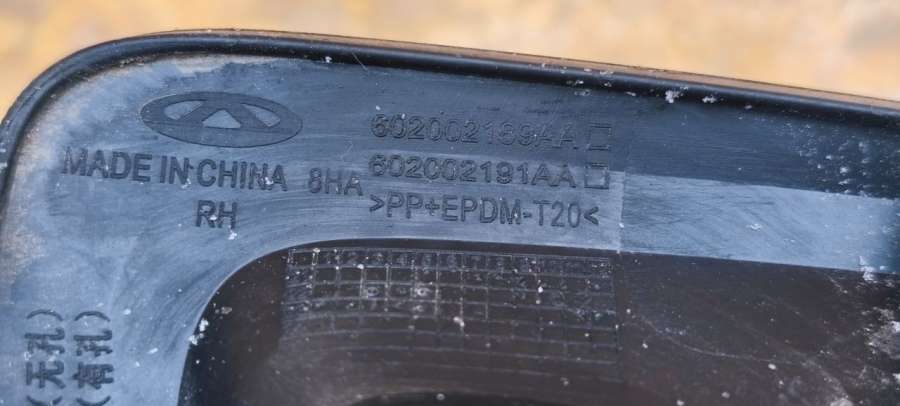 602002189AA
MADE IN CHINA 8HA
602002191AA
RH
>PP+EPDM-T20<
(无孔)
(有孔)